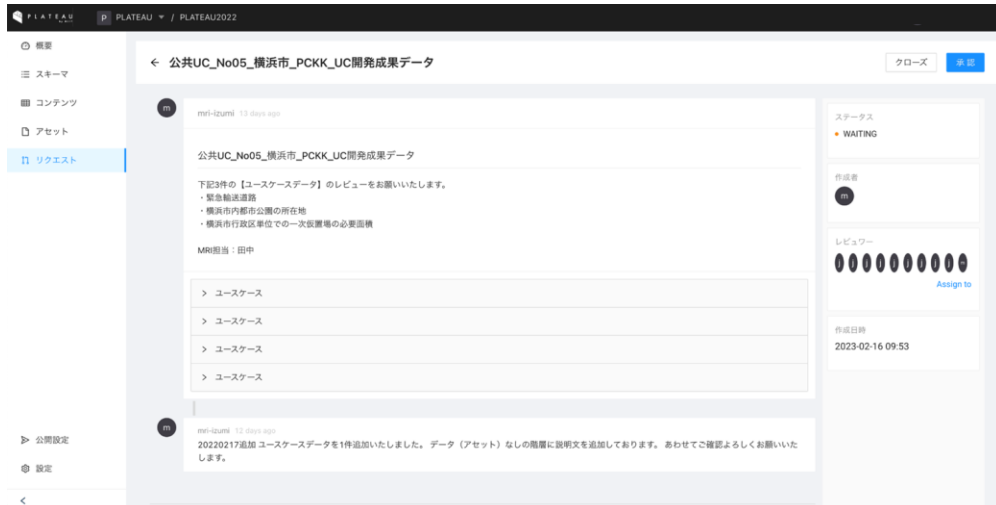 PLATEAU
by MLIT
P PLATEAU / PLATEAU2022
概要
スキーマ
コンテンツ
アセット
リクエスト
公開設定
設定
← 公共UC_No05_横浜市_PCKK_UC開発成果データ
クローズ
承認
m
mri-izumi 13 days ago
公共UC_No05_横浜市_PCKK_UC開発成果データ
下記3件の【ユースケースデータ】のレビューをお願いいたします。
・緊急輸送道路
・横浜市内都市公園の所在地
・横浜市行政区単位での一次仮置場の必要面積
MRI担当：田中
> ユースケース
> ユースケース
> ユースケース
> ユースケース
m
mri-izumi 12 days ago
20220217追加 ユースケースデータを1件追加いたしました。 データ（アセット）なしの階層に説明文を追加しております。 あわせてご確認よろしくお願いいた
します。
ステータス
WAITING
作成者
m
レビュワー
Assign to
作成日時
2023-02-16 09:53